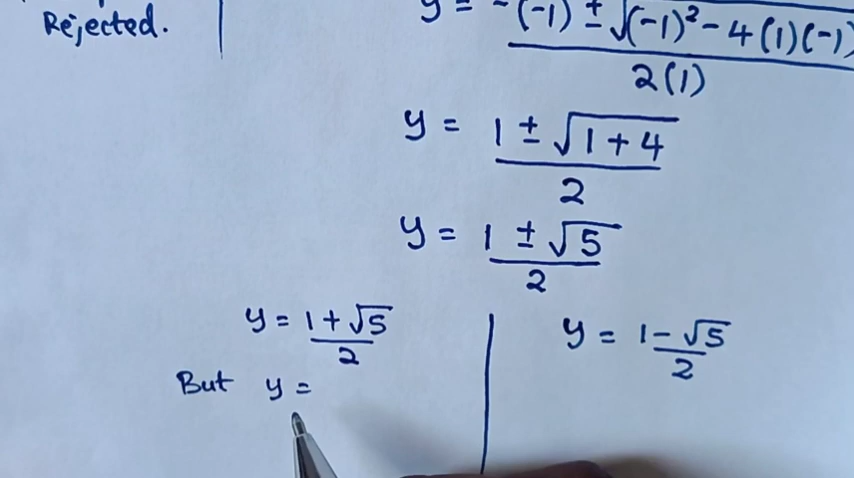 Rejected.
y = -(-1) ± √(-1)² - 4(1)(-1)
2(1)
y = 1 ± √1 + 4
2
y = 1 ± √5
2
y = 1 + √5
2
y = 1 - √5
2
But y =